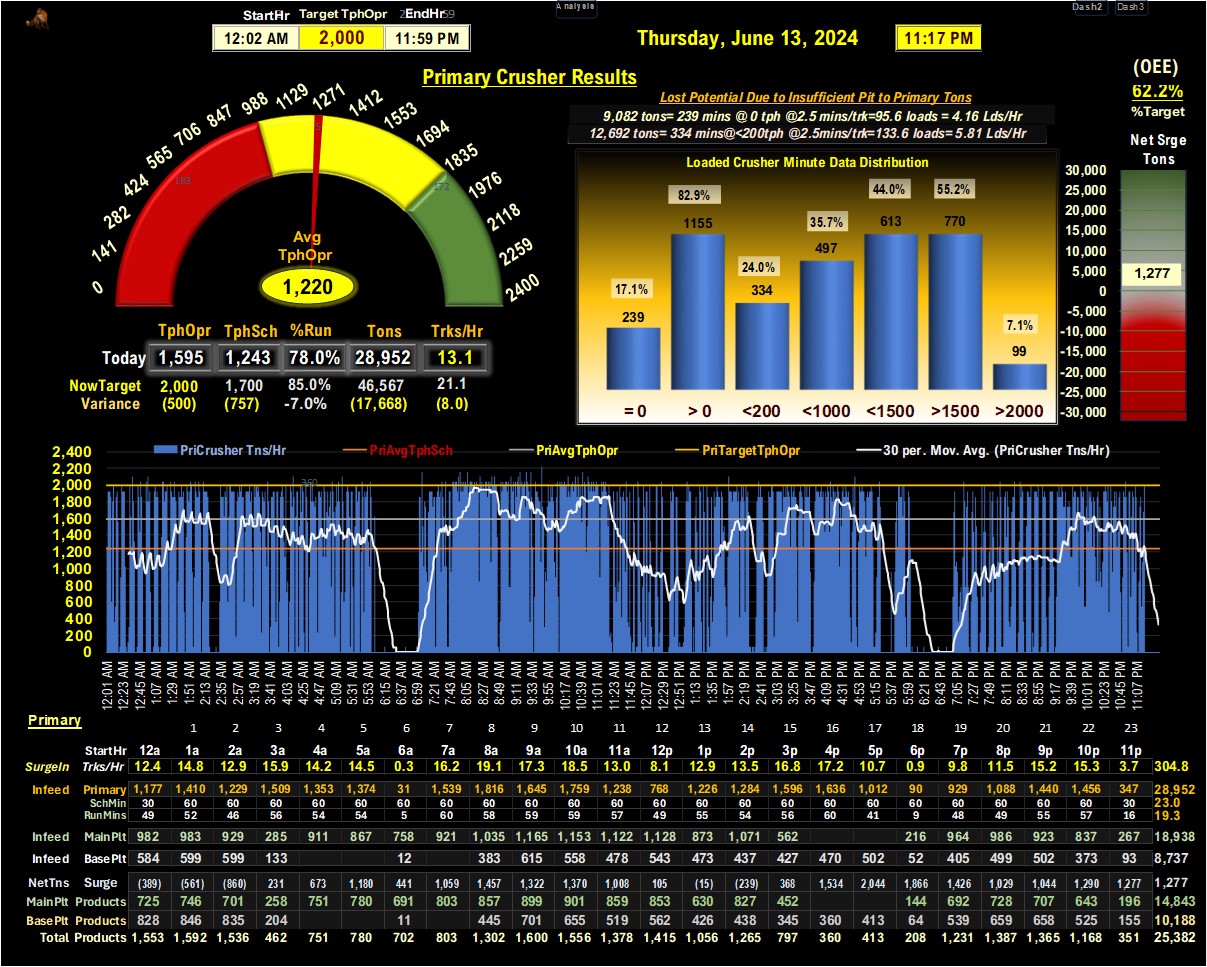 StartHr Target TphOpr EndHr
12:02 AM 2,000 11:59 PM
Analysis
Dash2 Dash3
Thursday, June 13, 2024 11:17 PM
Primary Crusher Results
0 141 282 424 565 706 847 988 1129 1271 1412 1553 1694 1835 1976 2118 2259 2400
183
Avg
TphOpr
1,220
TphOpr TphSch %Run Tons Trks/Hr
Today 1,595 1,243 78.0% 28,952 13.1
NowTarget 2,000 1,700 85.0% 46,567 21.1
Variance (500) (757) -7.0% (17,668) (8.0)
Lost Potential Due to Insufficient Pit to Primary Tons
9,082 tons= 239 mins @ 0 tph @2.5 mins/trk=95.6 loads = 4.16 Lds/Hr
12,692 tons= 334 mins@<200tph @2.5mins/trk=133.6 loads= 5.81 Lds/Hr
Loaded Crusher Minute Data Distribution
17.1% 82.9% 24.0% 35.7% 44.0% 55.2% 7.1%
239 1155 334 497 613 770 99
= 0 > 0 <200 <1000 <1500 >1500 >2000
(OEE)
62.2%
%Target
Net Srge
Tons
30,000
25,000
20,000
15,000
10,000
5,000
1,277
0
-5,000
-10,000
-15,000
-20,000
-25,000
-30,000
PriCrusher Tns/Hr PriAvgTphSch PriAvgTphOpr PriTargetTphOpr 30 per. Mov. Avg. (PriCrusher Tns/Hr)
2,400
2,200
2,000
1,800
1,600
1,400
1,200
1,000
800
600
400
200
0
360
12:01 AM 12:23 AM 12:45 AM 1:07 AM 1:29 AM 1:51 AM 2:13 AM 2:35 AM 2:57 AM 3:19 AM 3:41 AM 4:03 AM 4:25 AM 4:47 AM 5:09 AM 5:31 AM 5:53 AM 6:15 AM 6:37 AM 6:59 AM 7:21 AM 7:43 AM 8:05 AM 8:27 AM 8:49 AM 9:11 AM 9:33 AM 9:55 AM 10:17 AM 10:39 AM 11:01 AM 11:23 AM 11:45 AM 12:07 PM 12:29 PM 12:51 PM 1:13 PM 1:35 PM 1:57 PM 2:19 PM 2:41 PM 3:03 PM 3:25 PM 3:47 PM 4:09 PM 4:31 PM 4:53 PM 5:15 PM 5:37 PM 5:59 PM 6:21 PM 6:43 PM 7:05 PM 7:27 PM 7:49 PM 8:11 PM 8:33 PM 8:55 PM 9:17 PM 9:39 PM 10:01 PM 10:23 PM 10:45 PM 11:07 PM
Primary 1 2 3 4 5 6 7 8 9 10 11 12 13 14 15 16 17 18 19 20 21 22 23
StartHr 12a 1a 2a 3a 4a 5a 6a 7a 8a 9a 10a 11a 12p 1p 2p 3p 4p 5p 6p 7p 8p 9p 10p 11p
SurgeIn Trks/Hr 12.4 14.8 12.9 15.9 14.2 14.5 0.3 16.2 19.1 17.3 18.5 13.0 8.1 12.9 13.5 16.8 17.2 10.7 0.9 9.8 11.5 15.2 15.3 3.7 304.8
Infeed Primary 1,177 1,410 1,229 1,509 1,353 1,374 31 1,539 1,816 1,645 1,759 1,238 768 1,226 1,284 1,596 1,636 1,012 90 929 1,088 1,440 1,456 347 28,952
SchMin 30 60 60 60 60 60 60 60 60 60 60 60 60 60 60 60 60 60 60 60 60 60 60 30 23.0
RunMins 49 52 46 56 54 54 5 60 60 58 57 57 49 55 54 56 60 41 9 48 49 55 57 16 19.3
Infeed MainPlt 982 983 929 285 911 867 758 921 1,035 1,165 1,153 1,122 1,128 873 1,071 562 216 964 986 923 837 267 18,938
Infeed BasePlt 584 599 599 133 12 383 615 558 478 543 473 437 427 470 502 52 405 499 502 373 93 8,737
NetTns Surge (389) (561) (860) 231 673 1,180 441 1,059 1,457 1,322 1,370 1,008 105 (15) (239) 368 1,534 2,044 1,866 1,426 1,029 1,044 1,290 1,277 1,277
MainPlt Products 725 746 701 258 751 780 691 803 857 899 901 859 853 630 827 452 144 692 728 707 643 196 14,843
BasePlt Products 828 846 835 204 11 445 701 655 519 562 426 438 345 360 413 64 539 659 658 525 155 10,188
Total Products 1,553 1,592 1,536 462 751 780 702 803 1,302 1,600 1,556 1,378 1,415 1,056 1,265 797 360 413 208 1,231 1,387 1,365 1,168 351 25,382